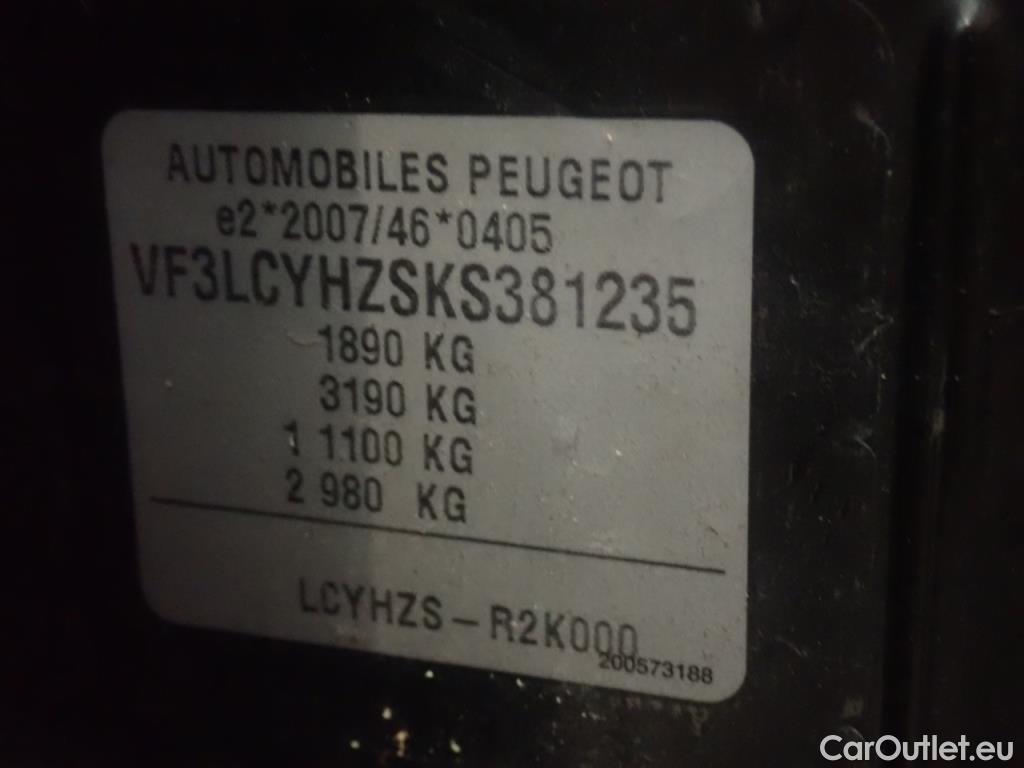 AUTOMOBILES PEUGEOT
e2*2007/46*0405
VF3LCYHZSKS381235
1890 KG
3190 KG
1 1100 KG
2 980 KG
LCYHZS – R2K000
200573188
CarOutlet.eu